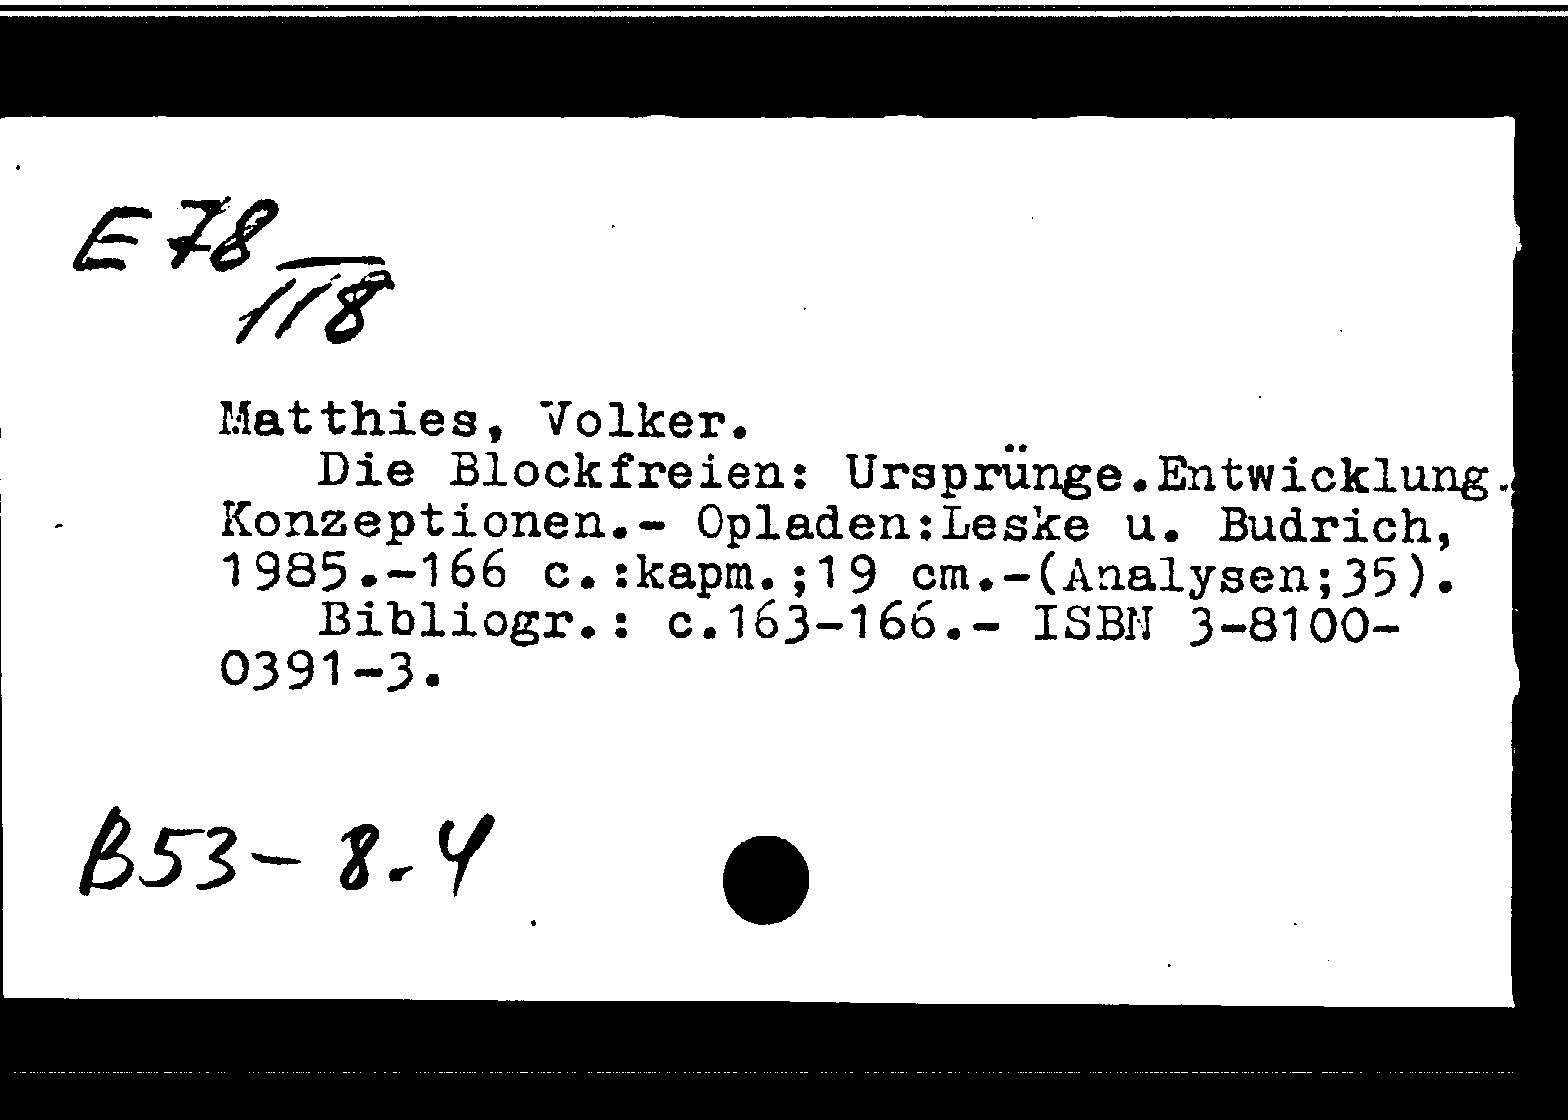 E 78
118
Matthies, Volker.
Die Blockfreien: Ursprünge.Entwicklung.
Konzeptionen.- Opladen:Leske u. Budrich,
1985.-166 c.:kapm.;19 cm.-(Analysen;35).
Bibliogr.: c.163-166.- ISBN 3-8100-
0391-3.
B53- 8.4